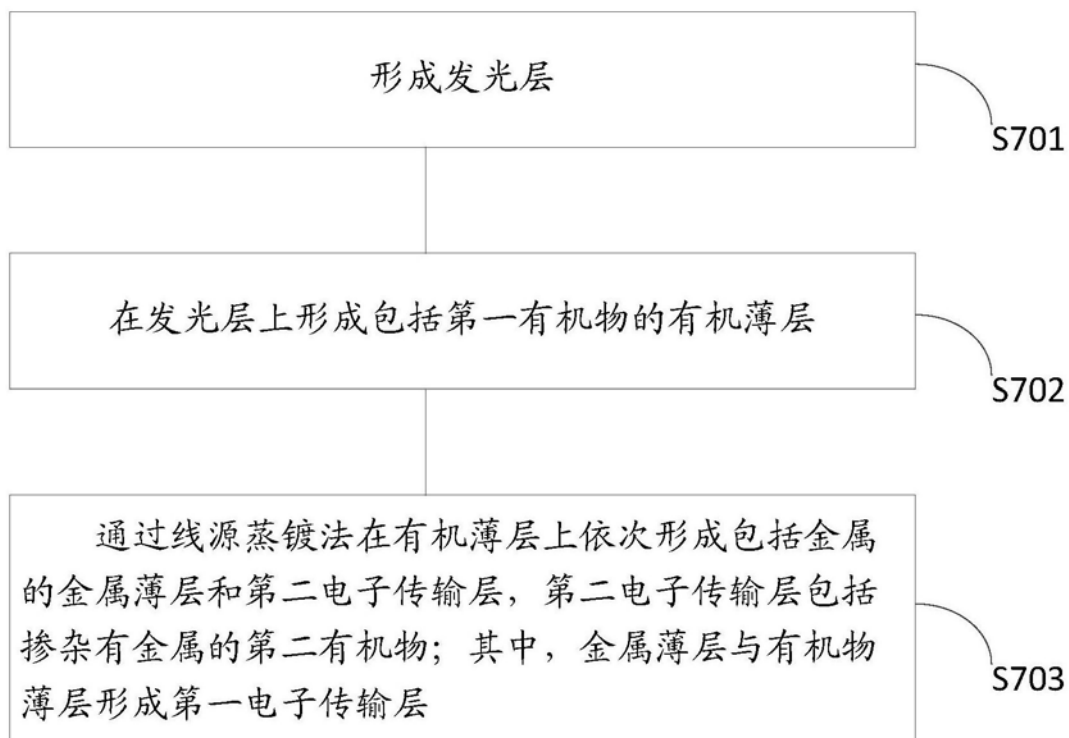 形成发光层
S701
在发光层上形成包括第一有机物的有机薄层
S702
通过线源蒸镀法在有机薄层上依次形成包括金属
的金属薄层和第二电子传输层，第二电子传输层包括
掺杂有金属的第二有机物；其中，金属薄层与有机物
薄层形成第一电子传输层
S703